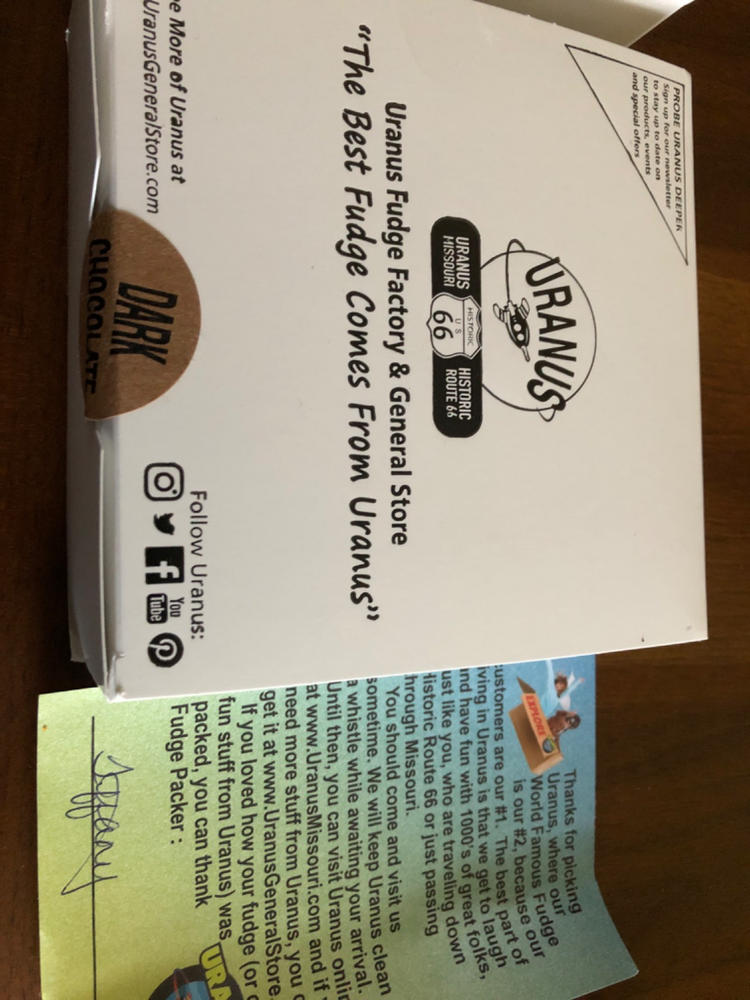 PROBE URANUS DEEPER
Sign up for our newsletter
to stay up to date on
our products, events
and special offers
URANUS
URANUS
MISSOURI
HISTORIC
U S
66
HISTORIC
ROUTE 66
Uranus Fudge Factory & General Store
"The Best Fudge Comes From Uranus"
More of Uranus at
UranusGeneralStore.com
DARK
CHOCOLATE
Follow Uranus:
You
Tube
EXPLORE
Thanks for picking
Uranus, where our
World Famous Fudge
is our #2, because our
customers are our #1. The best part of
iving in Uranus is that we get to laugh
nd have fun with 1000's of great folks,
ust like you, who are traveling down
Historic Route 66 or just passing
hrough Missouri.
You should come and visit us
sometime. We will keep Uranus clean
a whistle while awaiting your arrival.
Until then, you can visit Uranus onlin
at www.UranusMissouri.com and if
need more stuff from Uranus, you
get it at www.UranusGeneralStore.
If you loved how your fudge (or
fun stuff from Uranus) was
packed, you can thank
Fudge Packer :
Tiffany
URA